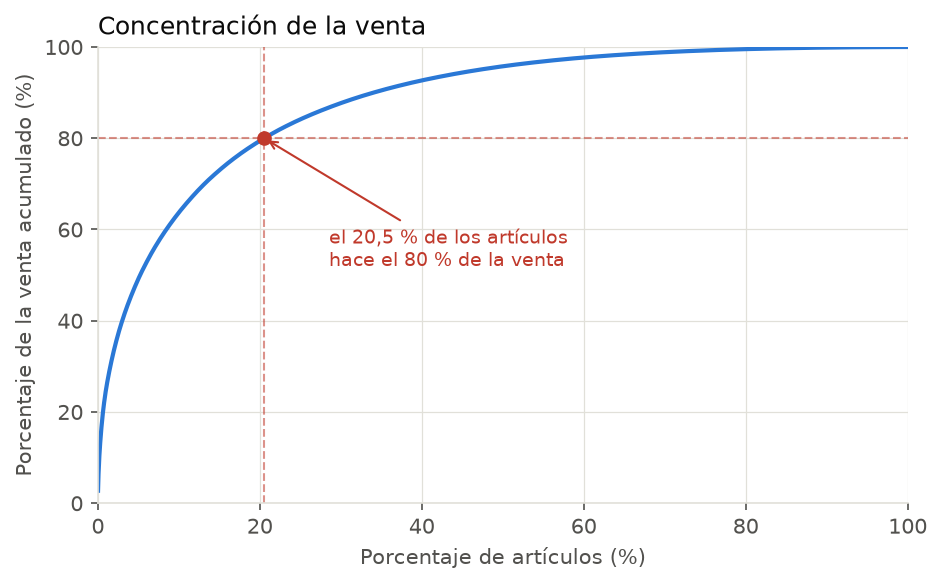 Concentración de la venta
Porcentaje de la venta acumulado (%)
100
80
60
40
20
0
el 20,5 % de los artículos
hace el 80 % de la venta
0 20 40 60 80 100
Porcentaje de artículos (%)